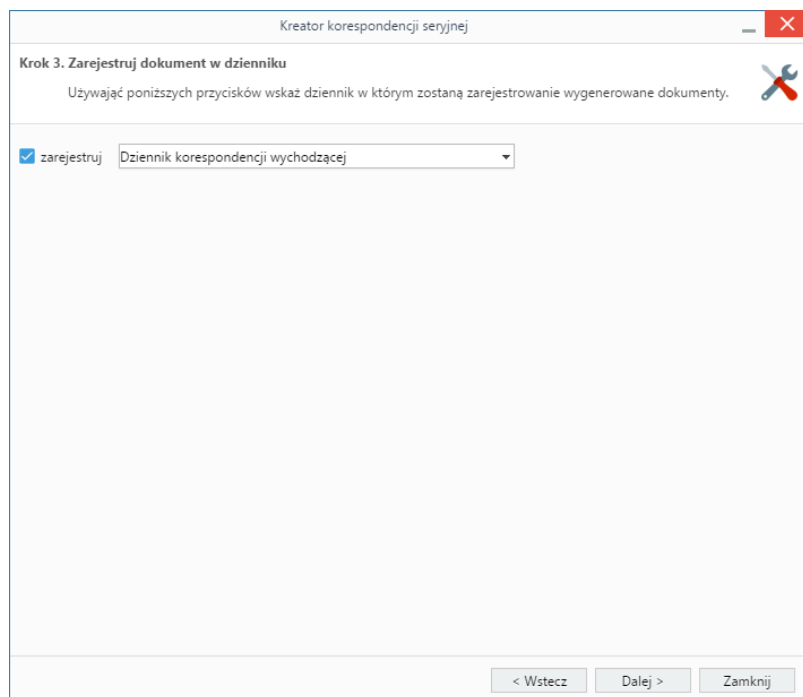 Kreator korespondencji seryjnej
Krok 3. Zarejestruj dokument w dzienniku
Używając poniższych przycisków wskaż dziennik w którym zostaną zarejestrowanie wygenerowane dokumenty.
zarejestruj Dziennik korespondencji wychodzącej
< Wstecz Dalej > Zamknij